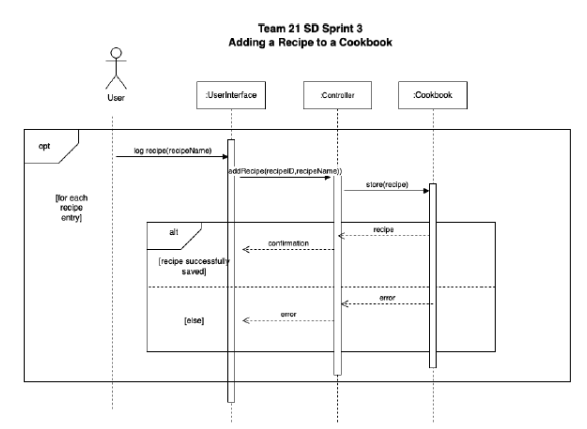 Team 21 SD Sprint 3
Adding a Recipe to a Cookbook
User
:UserInterface
:Controller
:Cookbook
opt
log recipe(recipeName)
addRecipe(recipeID,recipeName))
store(recipe)
[for each
recipe
entry]
alt
recipe
confirmation
[recipe successfully
saved]
error
[else]
error